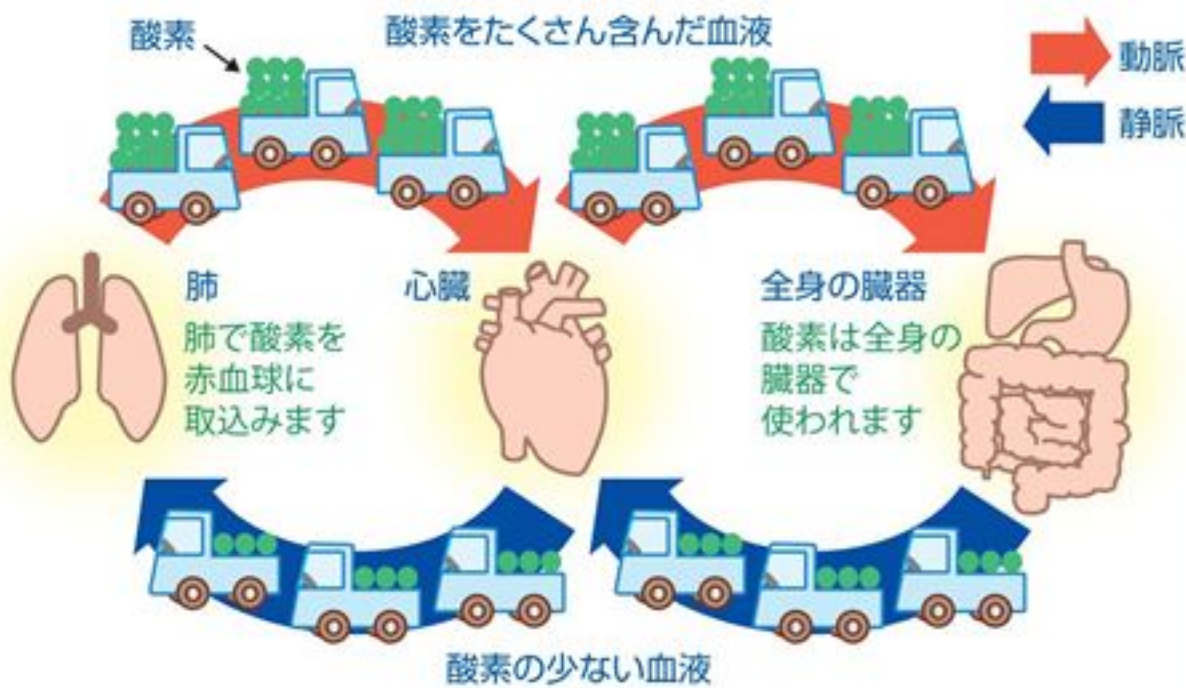 酸素
酸素をたくさん含んだ血液
動脈
静脈
肺
肺で酸素を
赤血球に
取込みます
心臓
全身の臓器
酸素は全身の
臓器で
使われます
酸素の少ない血液